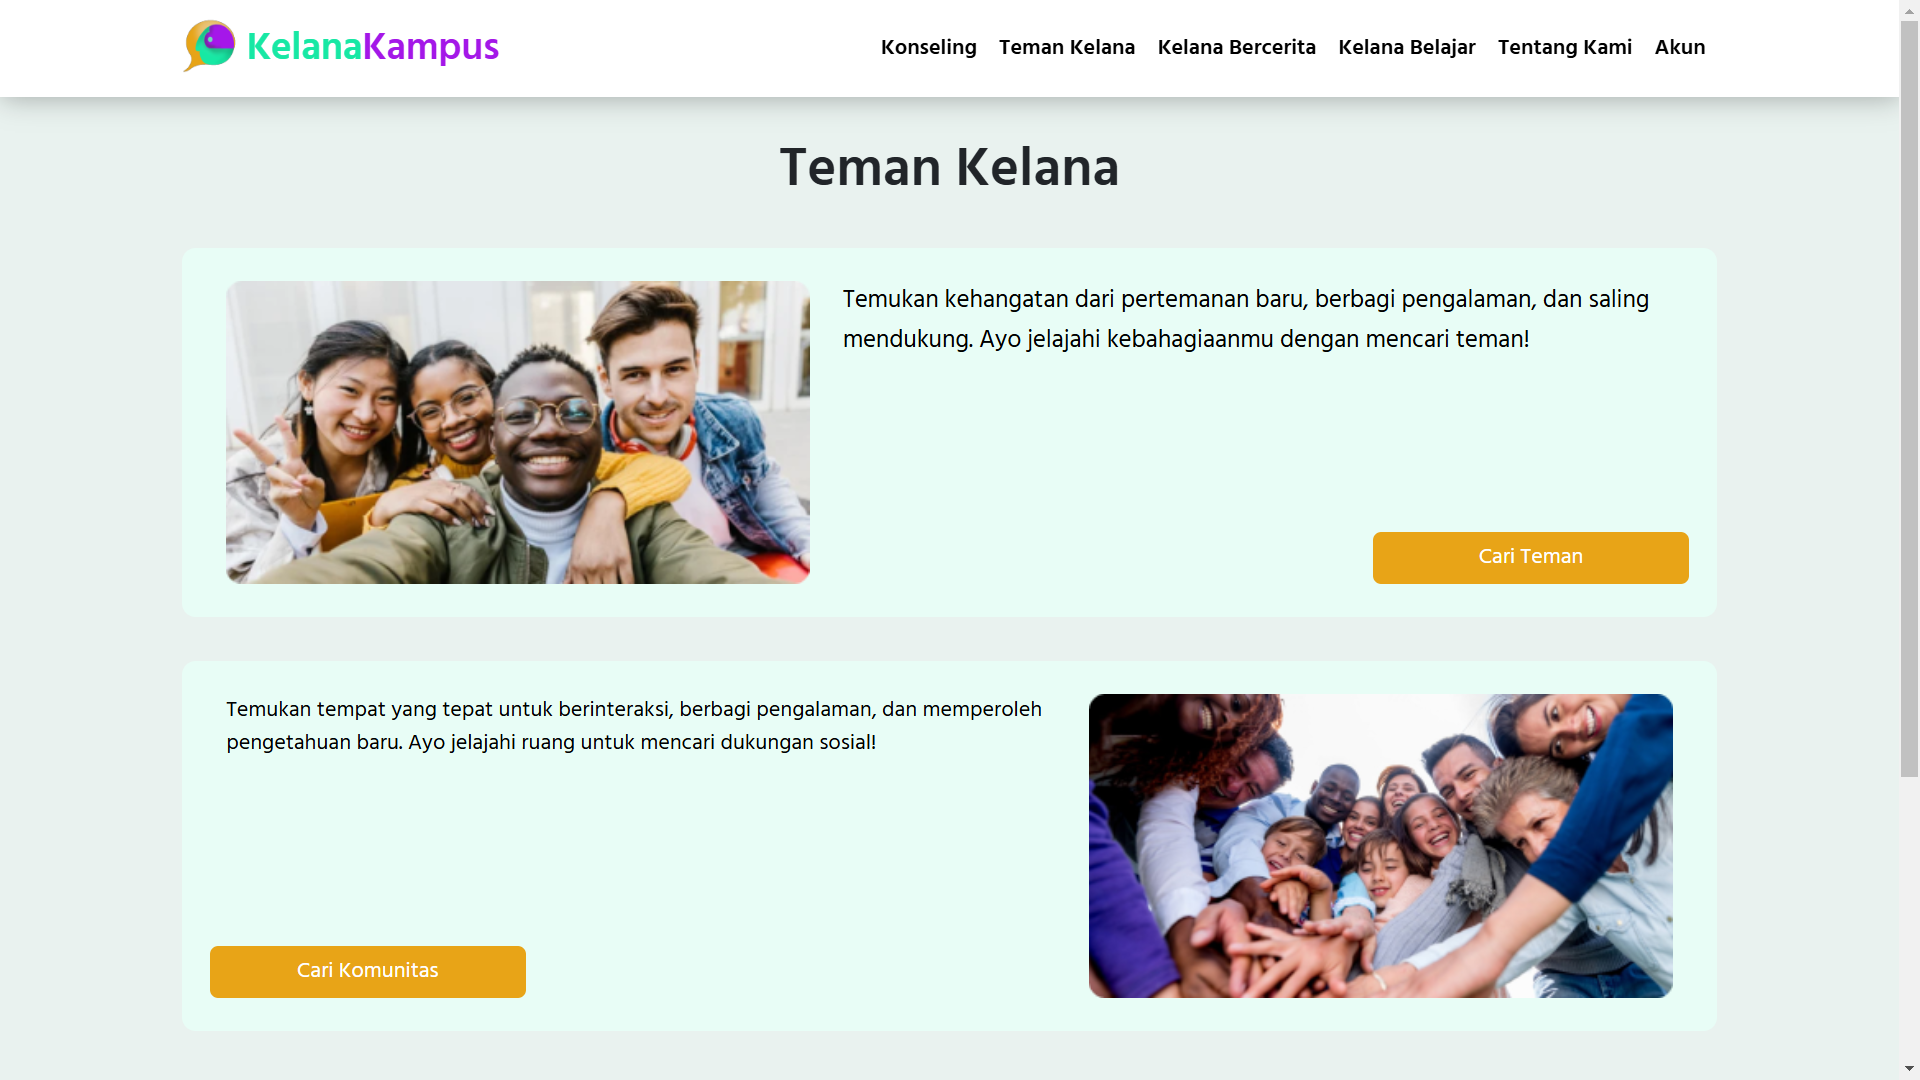 KelanaKampus
Konseling Teman Kelana Kelana Bercerita Kelana Belajar Tentang Kami Akun
Teman Kelana
Temukan kehangatan dari pertemanan baru, berbagi pengalaman, dan saling
mendukung. Ayo jelajahi kebahagiaanmu dengan mencari teman!
Cari Teman
Temukan tempat yang tepat untuk berinteraksi, berbagi pengalaman, dan memperoleh
pengetahuan baru. Ayo jelajahi ruang untuk mencari dukungan sosial!
Cari Komunitas